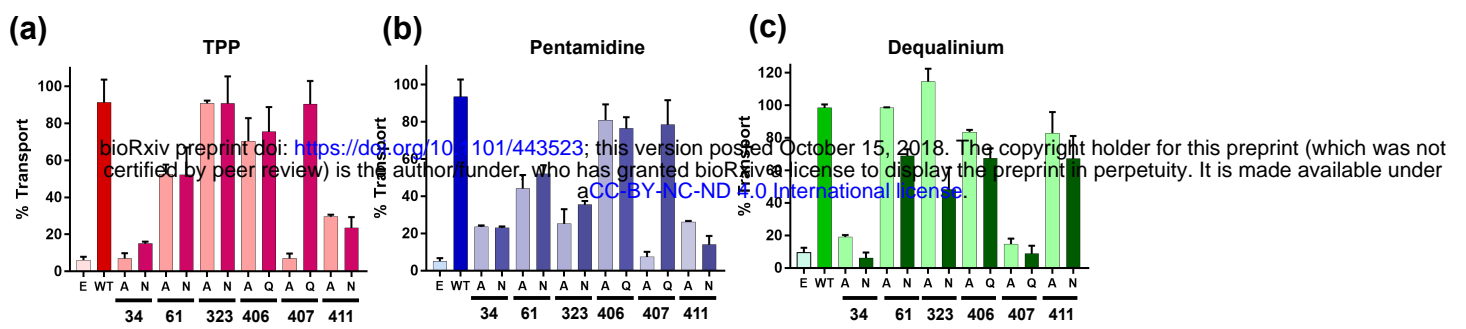 (a)
(b)
(c)
TPP
Pentamidine
Dequalinium
bioRxiv preprint doi: https://doi.org/10.1101/443523; this version posted October 15, 2018. The copyright holder for this preprint (which was not
certified by peer review) is the author/funder, who has granted bioRxiv a license to display the preprint in perpetuity. It is made available under
aCC-BY-NC-ND 4.0 International license.
% Transport
100
80
60
40
20
0
E WT A N A N A N A Q A Q A N
34 61 323 406 407 411
% Transport
100
80
60
40
20
0
E WT A N A N A N A Q A Q A N
34 61 323 406 407 411
% Transport
120
100
80
60
40
20
0
E WT A N A N A N A Q A Q A N
34 61 323 406 407 411